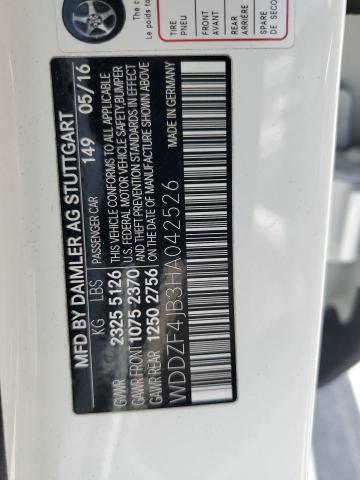 MFD BY DAIMLER AG STUTTGART
149 05/16
PASSENGER CAR
KG LBS
GVWR 2325 5126
GAWR FRONT 1075 2370
GAWR REAR 1250 2756
THIS VEHICLE CONFORMS TO ALL APPLICABLE
U.S. FEDERAL MOTOR VEHICLE SAFETY,BUMPER
AND THEFT PREVENTION STANDARDS IN EFFECT
ON THE DATE OF MANUFACTURE SHOWN ABOVE
MADE IN GERMANY
WDDZF4JB3HA042526
The c
Le poids to
TIRE
PNEU
FRONT
AVANT
REAR
ARRIÈRE
SPARE
DE SECO